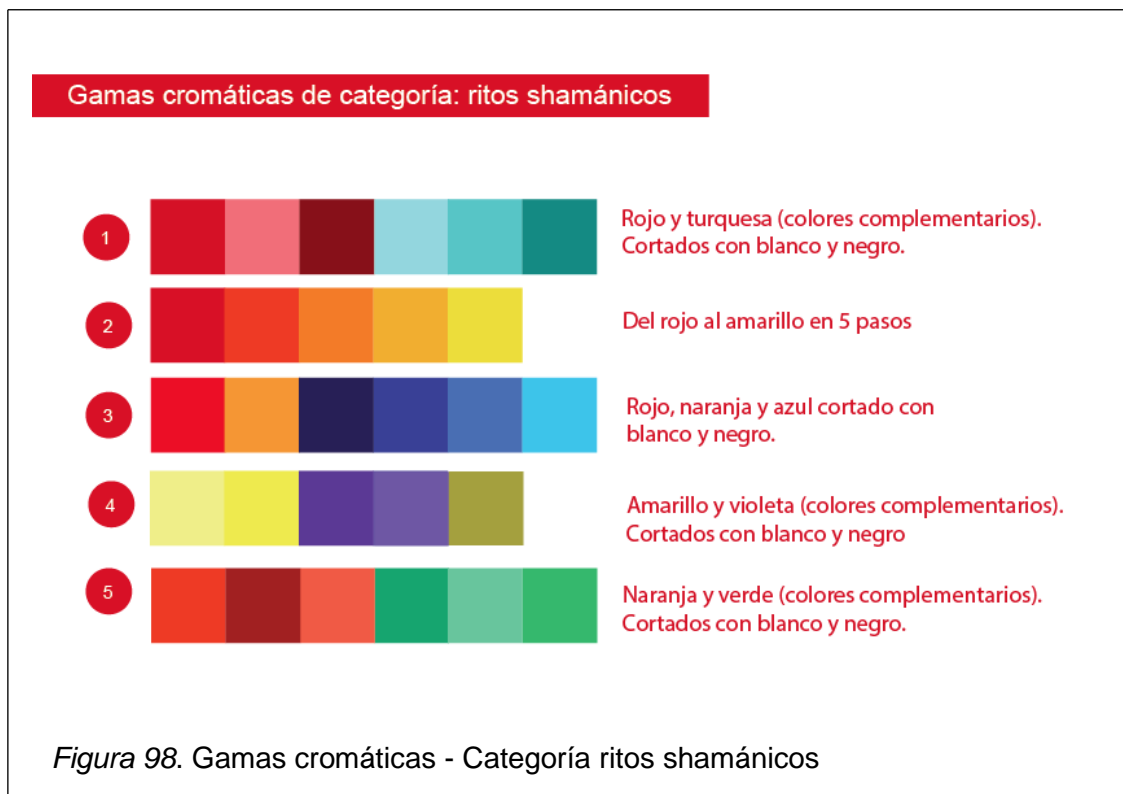 Gamas cromáticas de categoría: ritos shamánicos
1
Rojo y turquesa (colores complementarios).
Cortados con blanco y negro.
2
Del rojo al amarillo en 5 pasos
3
Rojo, naranja y azul cortado con
blanco y negro.
4
Amarillo y violeta (colores complementarios).
Cortados con blanco y negro
5
Naranja y verde (colores complementarios).
Cortados con blanco y negro.
Figura 98. Gamas cromáticas - Categoría ritos shamánicos